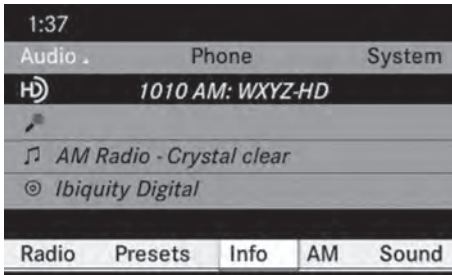 1:37
Audio . Phone System
HD) 1010 AM: WXYZ-HD
AM Radio - Crystal clear
Ibiquity Digital
Radio Presets Info AM Sound